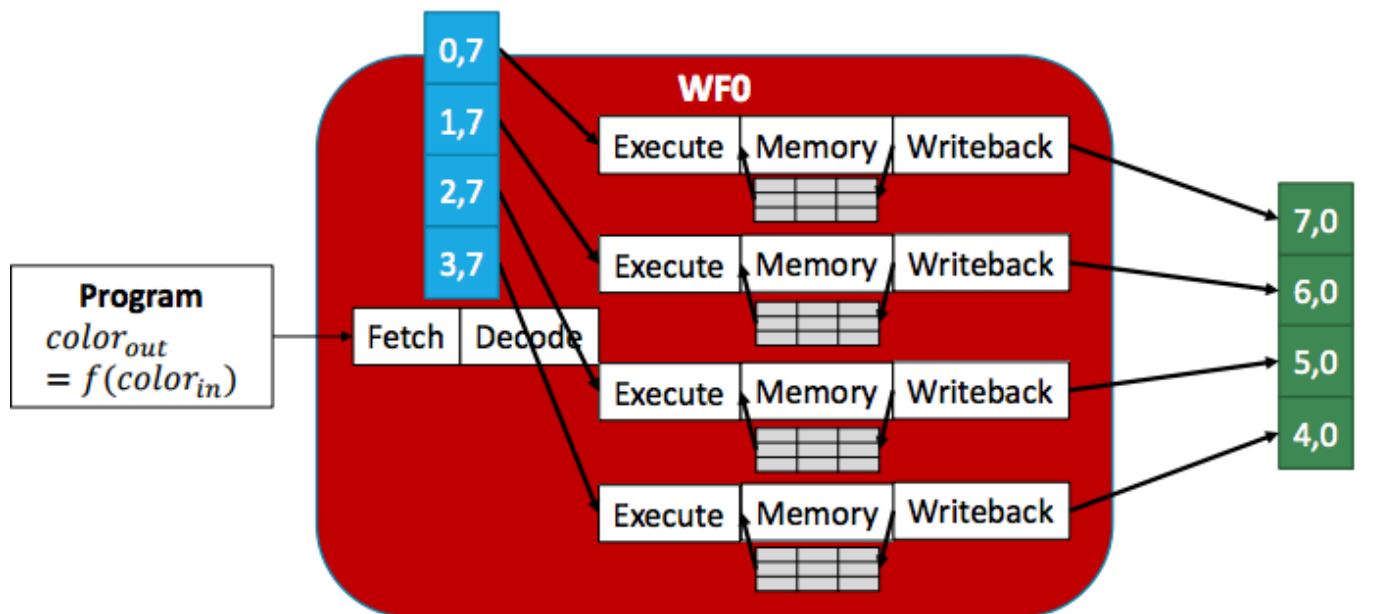 WF0
0,7
1,7
2,7
3,7
Program
color_out
= f(color_in)
Fetch Decode
Execute Memory Writeback
Execute Memory Writeback
Execute Memory Writeback
Execute Memory Writeback
7,0
6,0
5,0
4,0